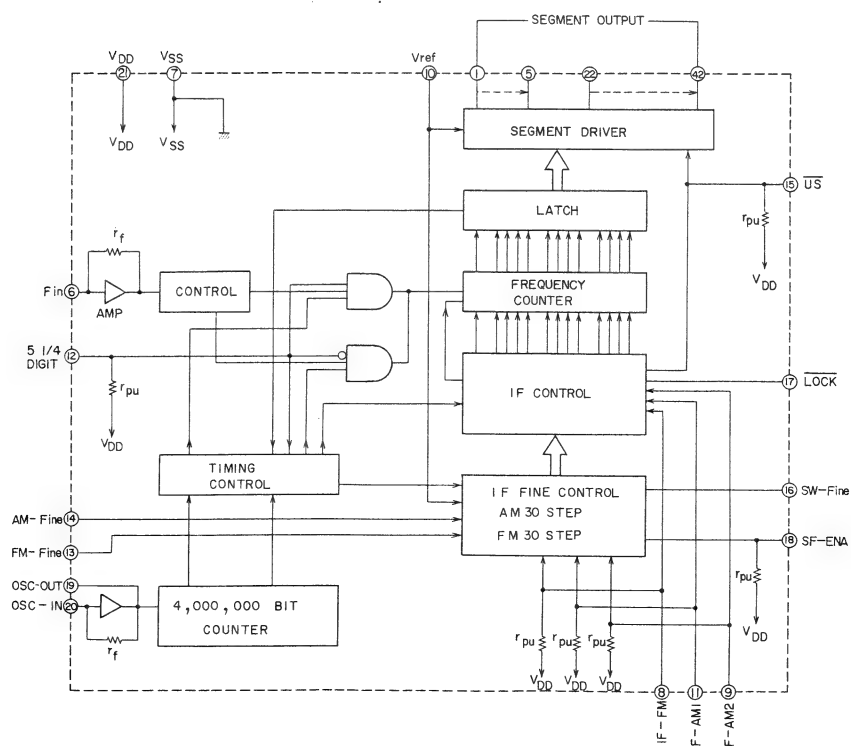 SEGMENT OUTPUT
VDD
21
VSS
7
Vref
10
1
5
22
42
VDD
VSS
SEGMENT DRIVER
15
US
LATCH
rpu
VDD
rf
Fin
6
AMP
CONTROL
FREQUENCY
COUNTER
5 1/4
DIGIT
12
rpu
VDD
IF CONTROL
17
LOCK
TIMING
CONTROL
IF FINE CONTROL
AM 30 STEP
FM 30 STEP
16
SW-Fine
AM-Fine
14
FM-Fine
13
18
SF-ENA
rpu
VDD
OSC-OUT
19
OSC-IN
20
rf
4,000,000 BIT
COUNTER
rpu
rpu
rpu
VDD
VDD
VDD
8
11
9
IF-FM
F-AM1
F-AM2